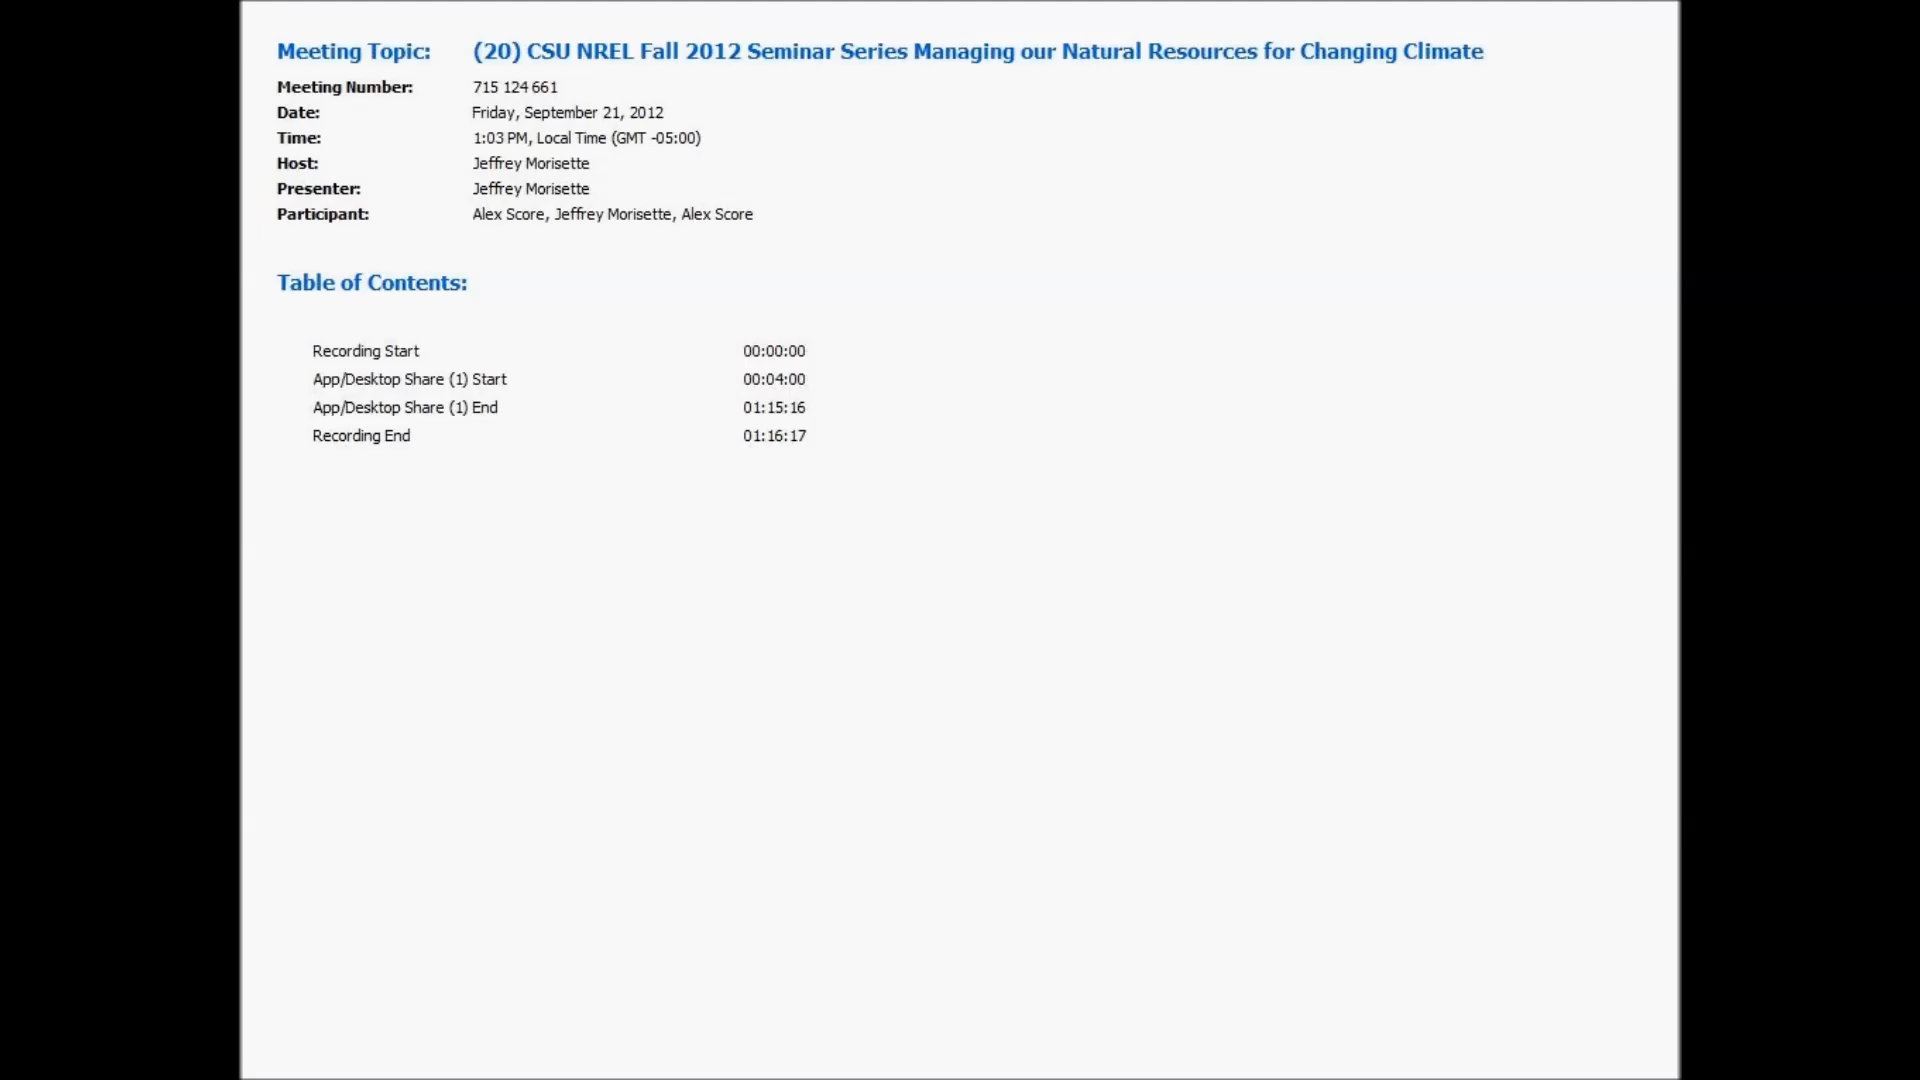 Meeting Topic: (20) CSU NREL Fall 2012 Seminar Series Managing our Natural Resources for Changing Climate
Meeting Number: 715 124 661
Date: Friday, September 21, 2012
Time: 1:03 PM, Local Time (GMT -05:00)
Host: Jeffrey Morisette
Presenter: Jeffrey Morisette
Participant: Alex Score, Jeffrey Morisette, Alex Score
Table of Contents:
Recording Start 00:00:00
App/Desktop Share (1) Start 00:04:00
App/Desktop Share (1) End 01:15:16
Recording End 01:16:17